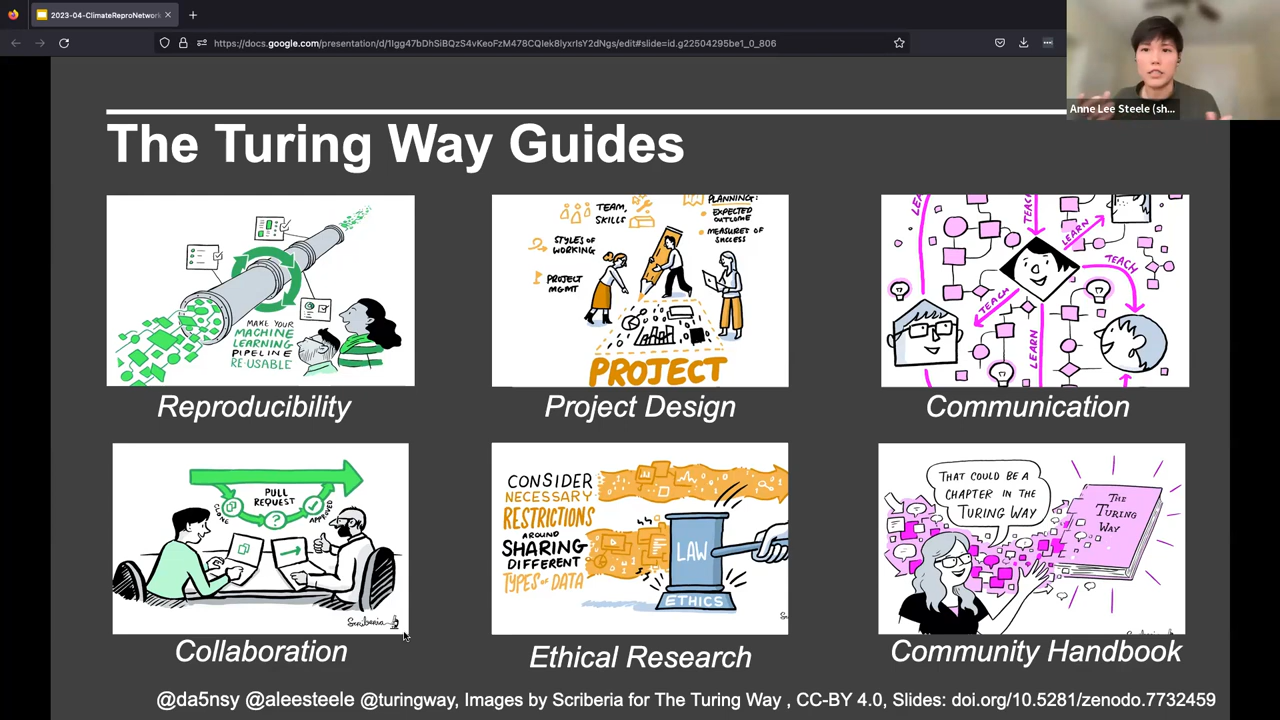 2023-04-ClimateReproNetwork
https://docs.google.com/presentation/d/1Igg47bDhSiBQzS4vKeoFzM478CQIek8lyxrIsY2dNgs/edit#slide=id.g22504295be1_0_806
Anne Lee Steele (sh...
The Turing Way Guides
MAKE YOUR
MACHINE
LEARNING
PIPELINE
RE-USABLE
TEAM,
SKILLS
STYLES OF
WORKING
PROJECT
MGMT
PLANNING:
EXPECTED
OUTCOME
MEASURES OF
SUCCESS
PROJECT
TEACH
LEARN
TEACH
TEACH
LEARN
Reproducibility
Project Design
Communication
PULL
REQUEST
CLONE
APPROVED
Scriberia
CONSIDER
NECESSARY
RESTRICTIONS
AROUND
SHARING
DIFFERENT
TYPES OF DATA
LAW
ETHICS
THAT COULD BE A
CHAPTER IN THE
TURING WAY
THE
TURING
WAY
Collaboration
Ethical Research
Community Handbook
@da5nsy @aleesteele @turingway, Images by Scriberia for The Turing Way , CC-BY 4.0, Slides: doi.org/10.5281/zenodo.7732459